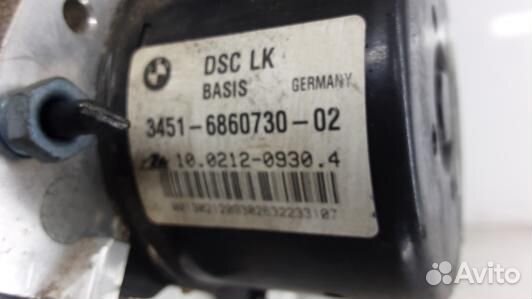 DSC LK
BASIS GERMANY
3451-6860730-02
10.0212-0930.4
Avito